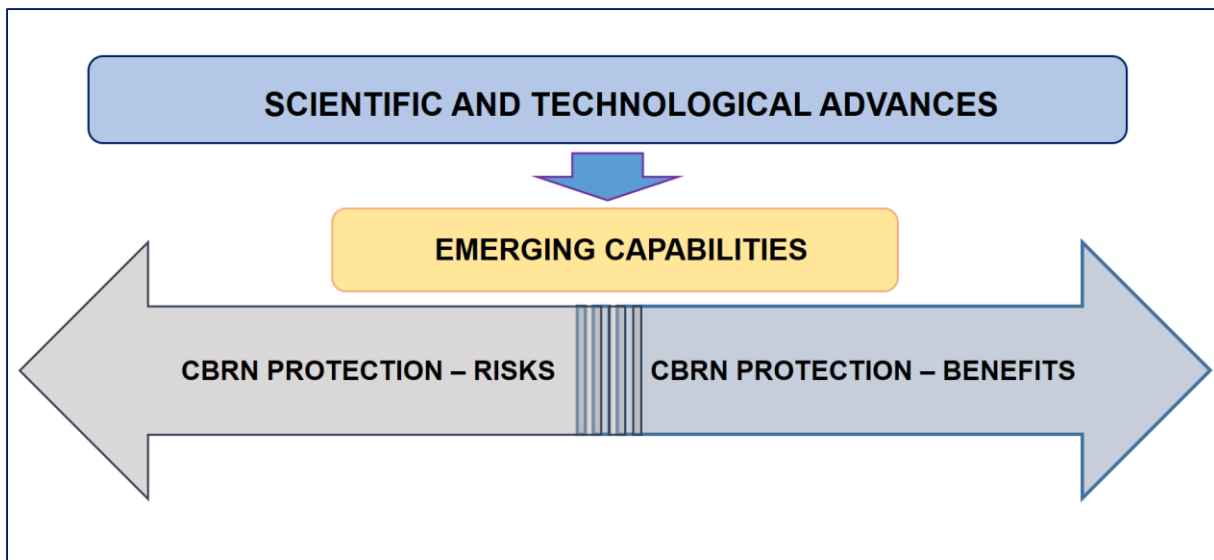 SCIENTIFIC AND TECHNOLOGICAL ADVANCES
EMERGING CAPABILITIES
CBRN PROTECTION – RISKS
CBRN PROTECTION – BENEFITS